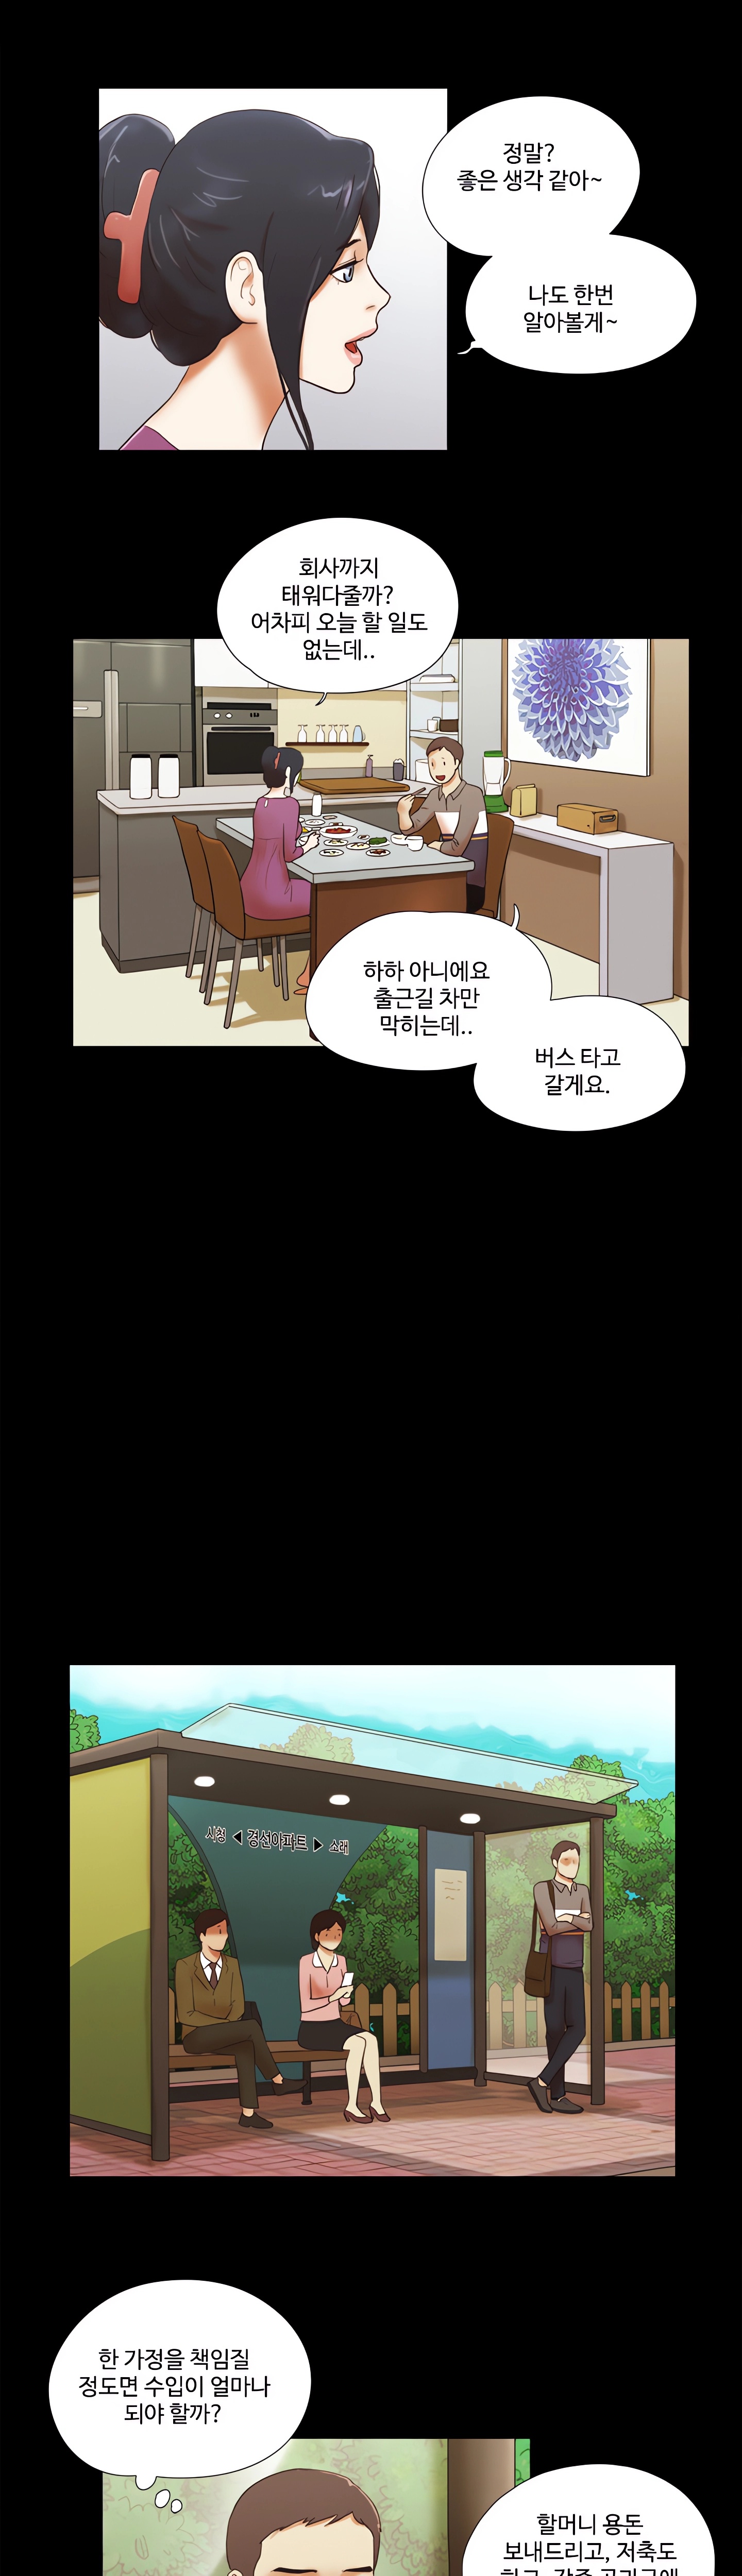 정말?
좋은 생각 같아~
나도 한번
알아볼게~
회사까지
태워다줄까?
어차피 오늘 할 일도
없는데..
하하 아니에요
출근길 차만
막히는데..
버스 타고
갈게요.
시청 ◀ 경선아파트 ▶ 소래
한 가정을 책임질
정도면 수입이 얼마나
되야 할까?
할머니 용돈
보내드리고, 저축도